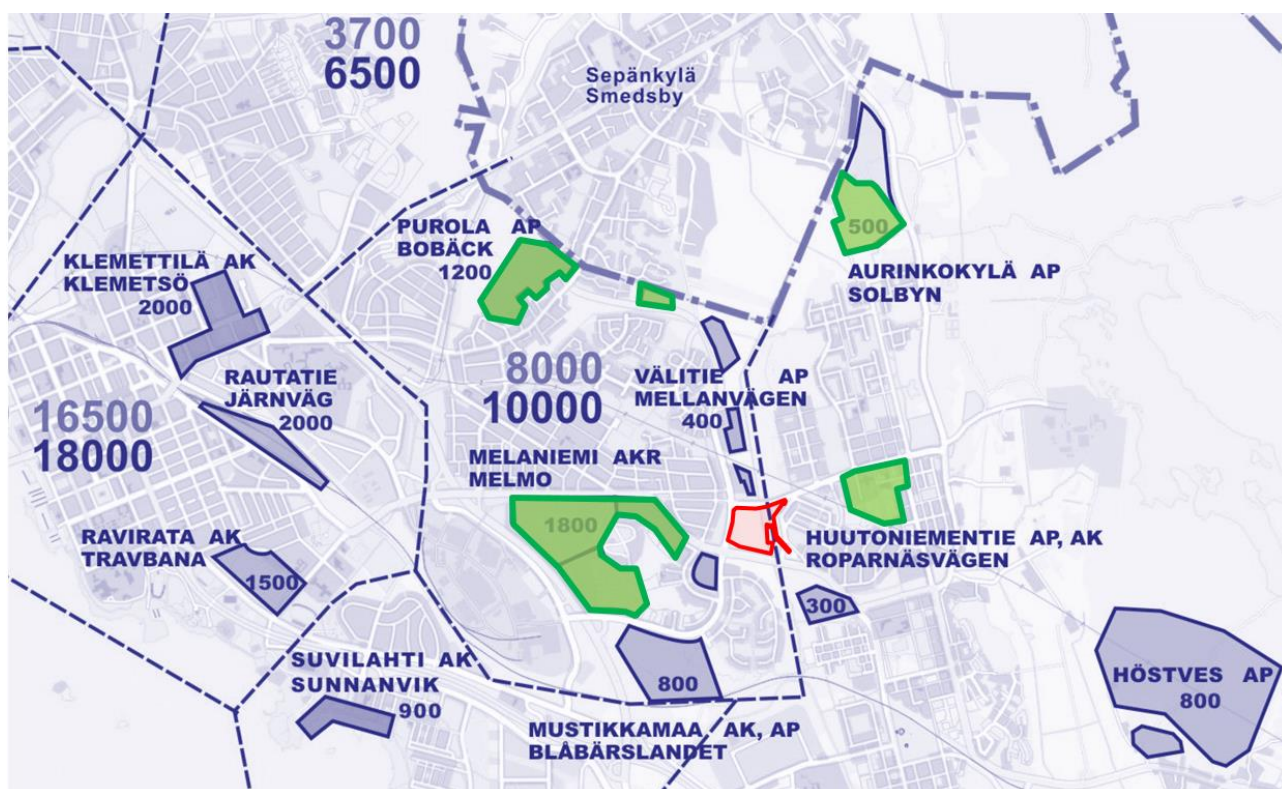 3700
6500
Sepänkylä
Smedsby
PUROLA AP
BOBÄCK
1200
500
KLEMETTILÄ AK
KLEMETSÖ
2000
AURINKOKYLÄ AP
SOLBYN
RAUTATIE
JÄRNVÄG
2000
8000
10000
VÄLITIE AP
MELLANVÄGEN
400
16500
18000
MELANIEMI AKR
MELMO
1800
RAVIRATA AK
TRAVBANA
1500
HUUTONIEMENTIE AP, AK
ROPARNÄSVÄGEN
300
SUVILAHTI AK
SUNNANVIK
900
800
HÖSTVES AP
800
MUSTIKKAMAA AK, AP
BLÅBÄRSLANDET